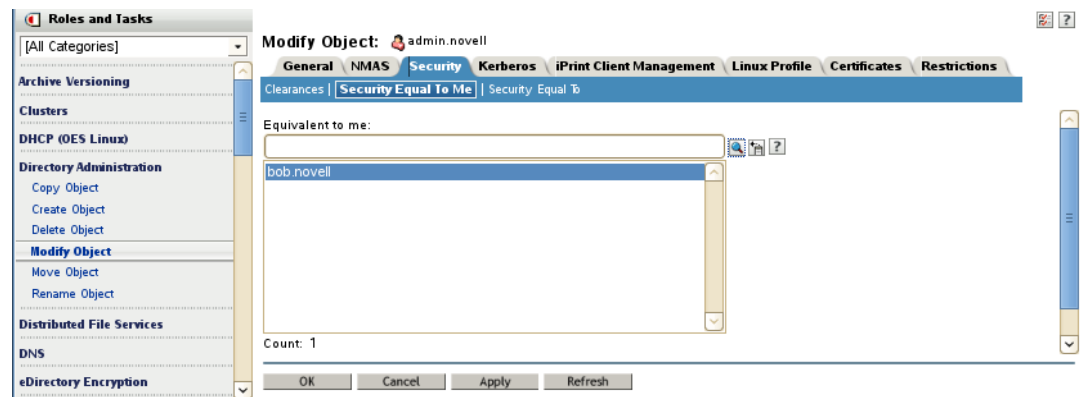 Roles and Tasks
[All Categories]
Archive Versioning
Clusters
DHCP (OES Linux)
Directory Administration
Copy Object
Create Object
Delete Object
Modify Object
Move Object
Rename Object
Distributed File Services
DNS
eDirectory Encryption
?
Modify Object: admin.novell
General NMAS Security Kerberos iPrint Client Management Linux Profile Certificates Restrictions
Clearances | Security Equal To Me | Security Equal To
Equivalent to me:
?
bob.novell
Count: 1
OK Cancel Apply Refresh